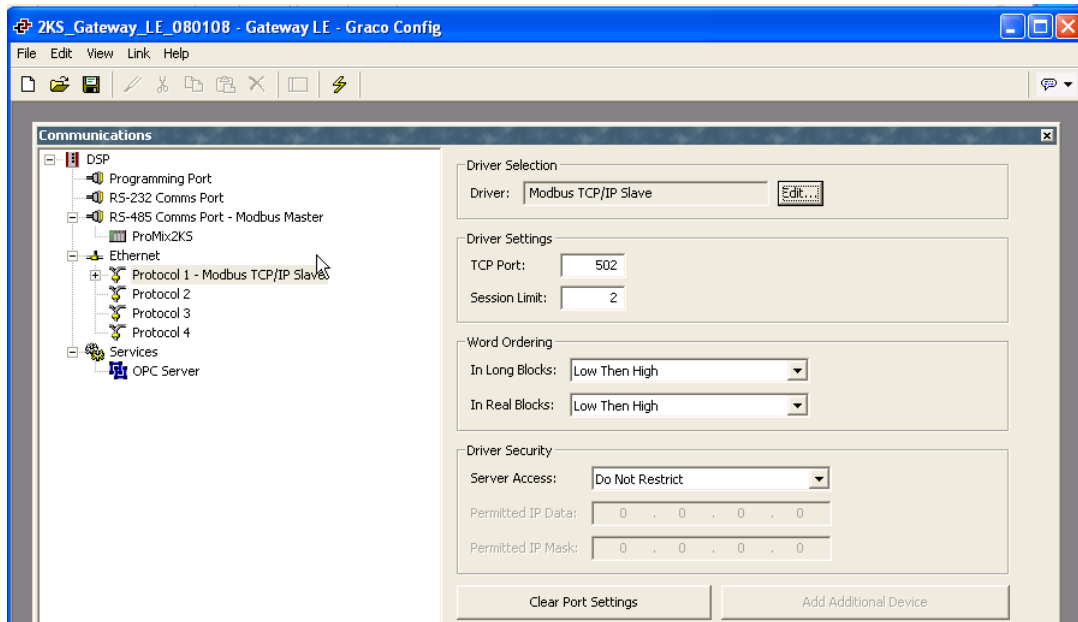 2KS_Gateway_LE_080108 - Gateway LE - Graco Config
File Edit View Link Help
Communications
DSP
Programming Port
RS-232 Comms Port
RS-485 Comms Port - Modbus Master
ProMix2KS
Ethernet
Protocol 1 - Modbus TCP/IP Slave
Protocol 2
Protocol 3
Protocol 4
Services
OPC Server
Driver Selection
Driver: Modbus TCP/IP Slave Edit...
Driver Settings
TCP Port: 502
Session Limit: 2
Word Ordering
In Long Blocks: Low Then High
In Real Blocks: Low Then High
Driver Security
Server Access: Do Not Restrict
Permitted IP Data: 0 . 0 . 0 . 0
Permitted IP Mask: 0 . 0 . 0 . 0
Clear Port Settings Add Additional Device